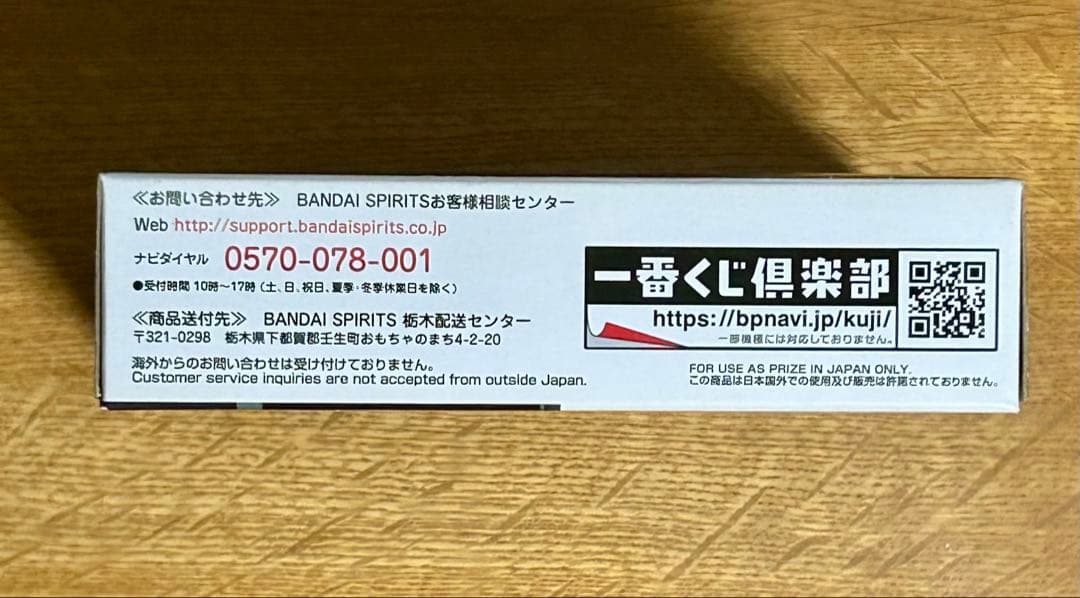 ≪お問い合わせ先≫ BANDAI SPIRITSお客様相談センター
Web http://support.bandaispirits.co.jp
ナビダイヤル 0570-078-001
●受付時間 10時～17時（土、日、祝日、夏季・冬季休業日を除く）
≪商品送付先≫ BANDAI SPIRITS 栃木配送センター
〒321-0298 栃木県下都賀郡壬生町おもちゃのまち4-2-20
海外からのお問い合わせは受け付けておりません。
Customer service inquiries are not accepted from outside Japan.
一番くじ倶楽部
https://bpnavi.jp/kuji/
一部機種には対応しておりません。
FOR USE AS PRIZE IN JAPAN ONLY.
この商品は日本国外での使用及び販売は許諾されておりません。